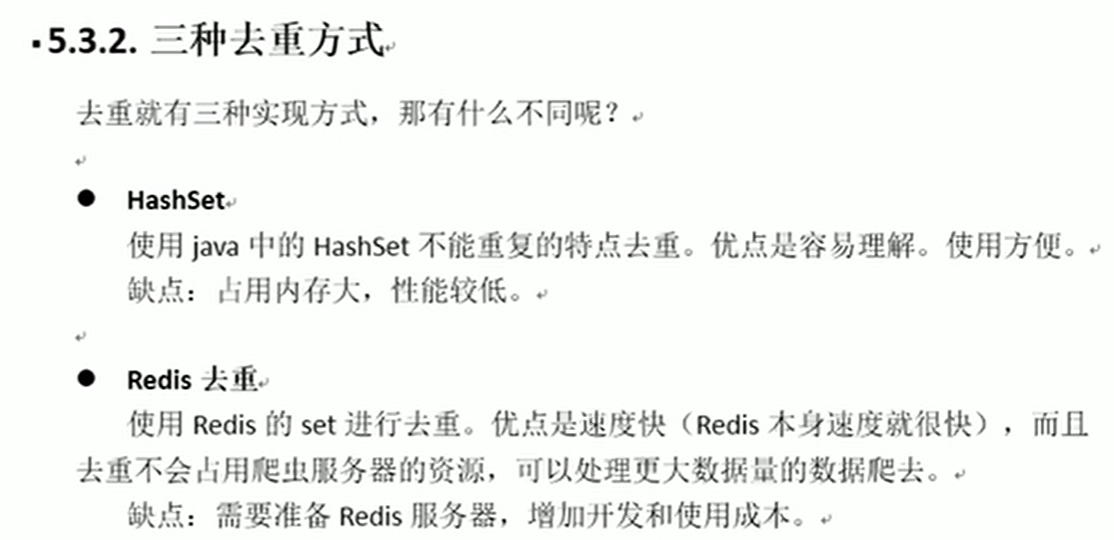 5.3.2. 三种去重方式
去重就有三种实现方式，那有什么不同呢？
● HashSet
使用 java 中的 HashSet 不能重复的特点去重。优点是容易理解。使用方便。
缺点：占用内存大，性能较低。
● Redis 去重
使用 Redis 的 set 进行去重。优点是速度快（Redis 本身速度就很快），而且
去重不会占用爬虫服务器的资源，可以处理更大数据量的数据爬去。
缺点：需要准备 Redis 服务器，增加开发和使用成本。